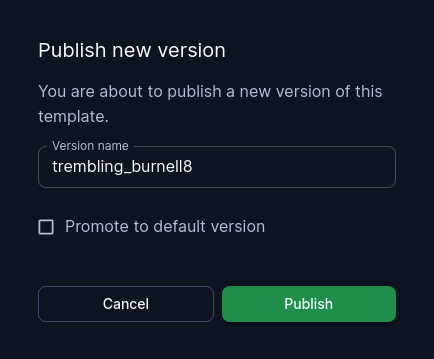 Publish new version
You are about to publish a new version of this
template.
Version name
trembling_burnell8
Promote to default version
Cancel
Publish